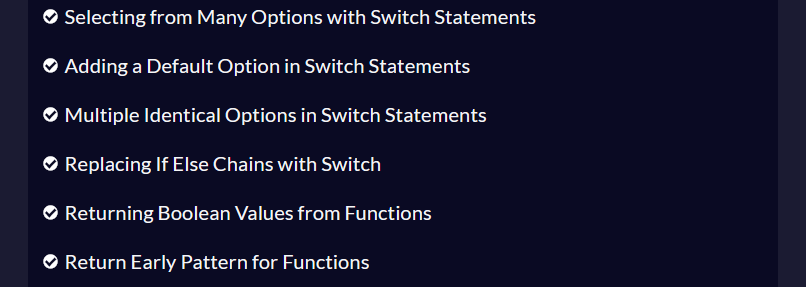 Selecting from Many Options with Switch Statements
Adding a Default Option in Switch Statements
Multiple Identical Options in Switch Statements
Replacing If Else Chains with Switch
Returning Boolean Values from Functions
Return Early Pattern for Functions